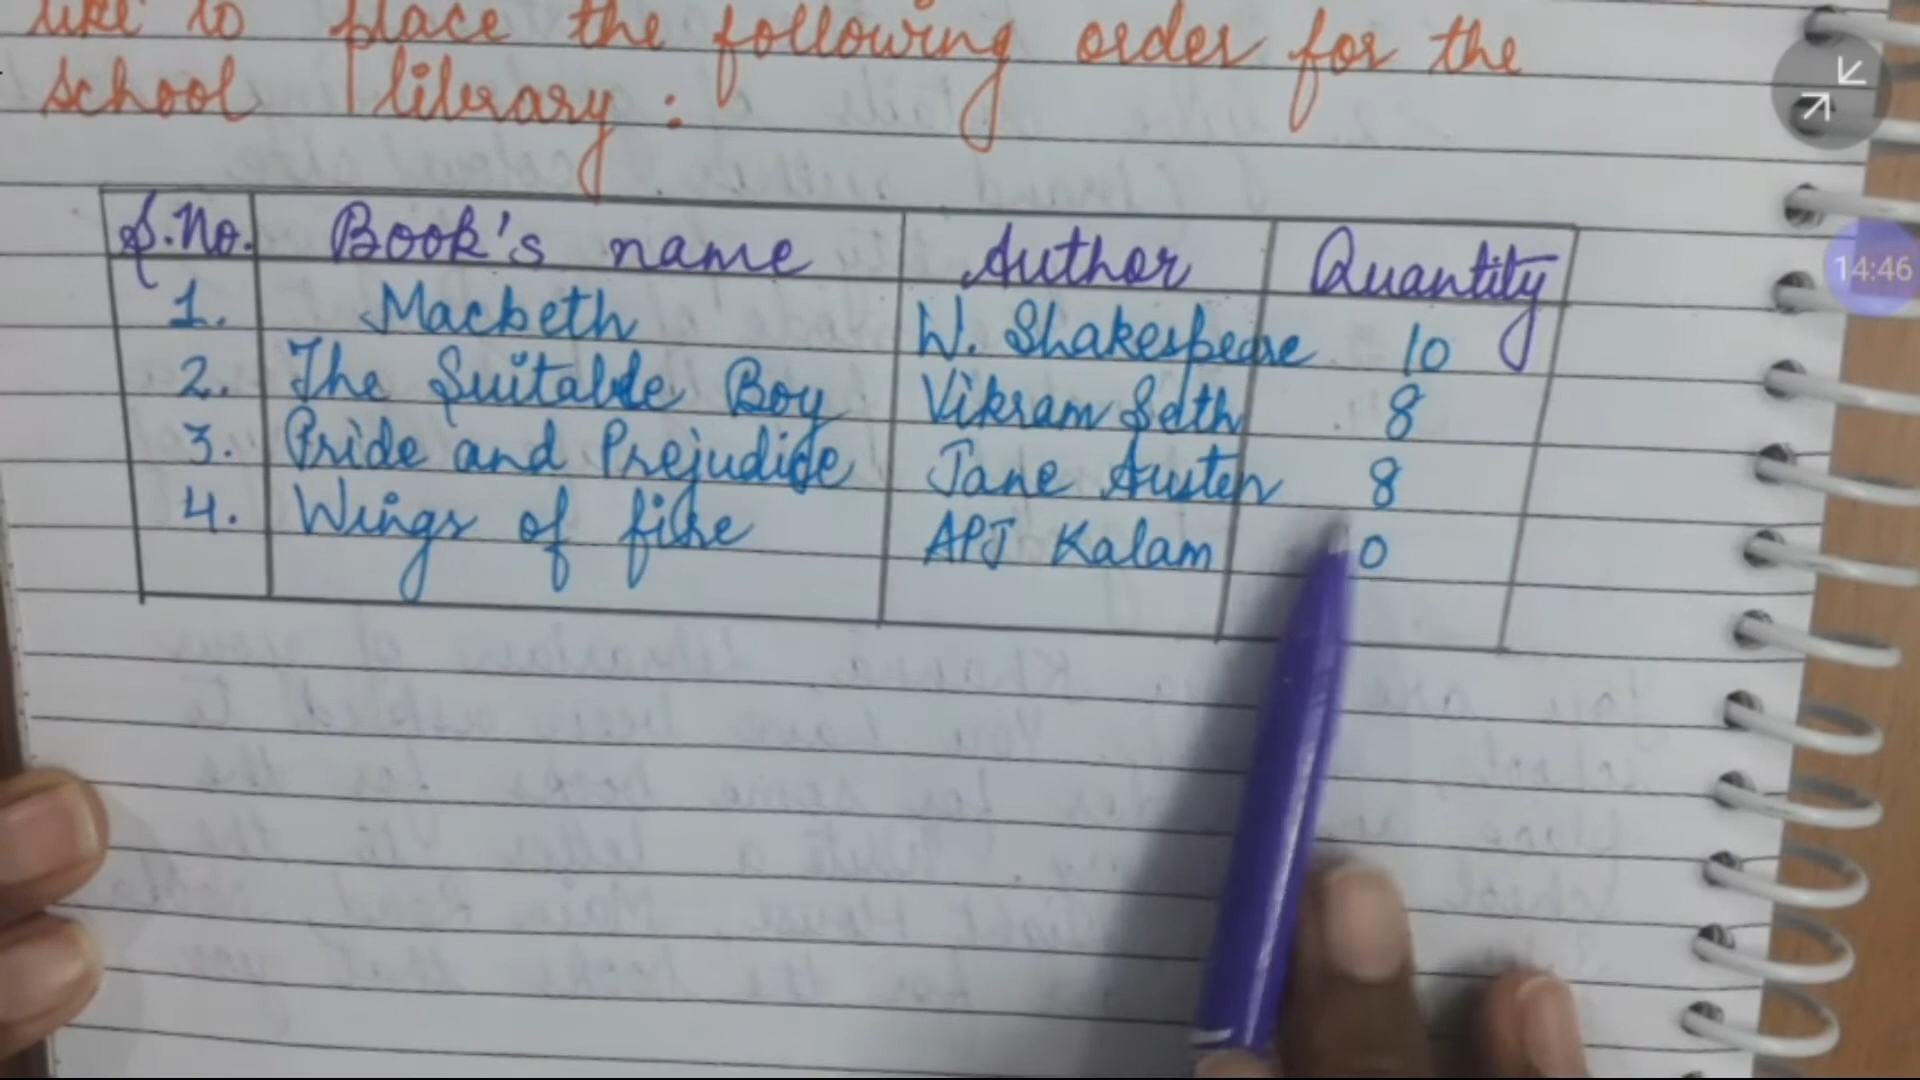 like to place the following order for the
school library:
S.No. Book's name Author Quantity
1. Macbeth W. Shakespeare 10
2. The Suitable Boy Vikram Seth 8
3. Pride and Prejudice Jane Austen 8
4. Wings of fire APJ Kalam 0
14:46